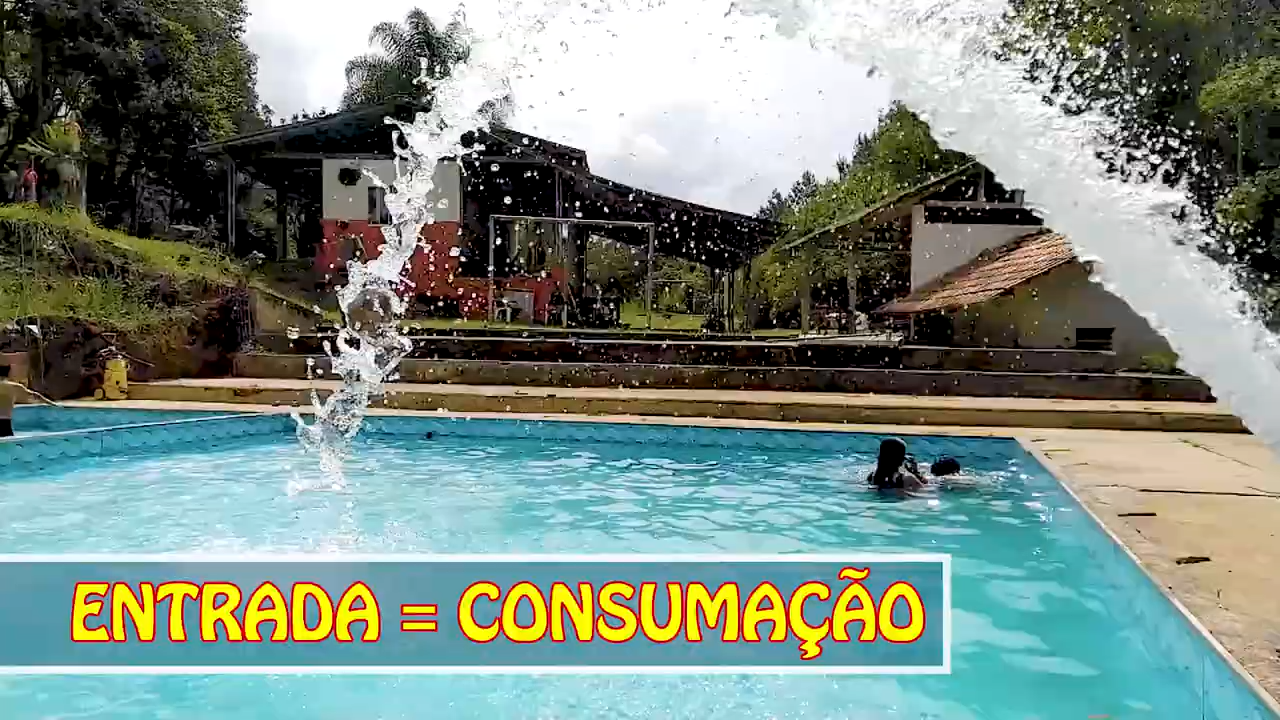 ENTRADA = CONSUMAÇÃO